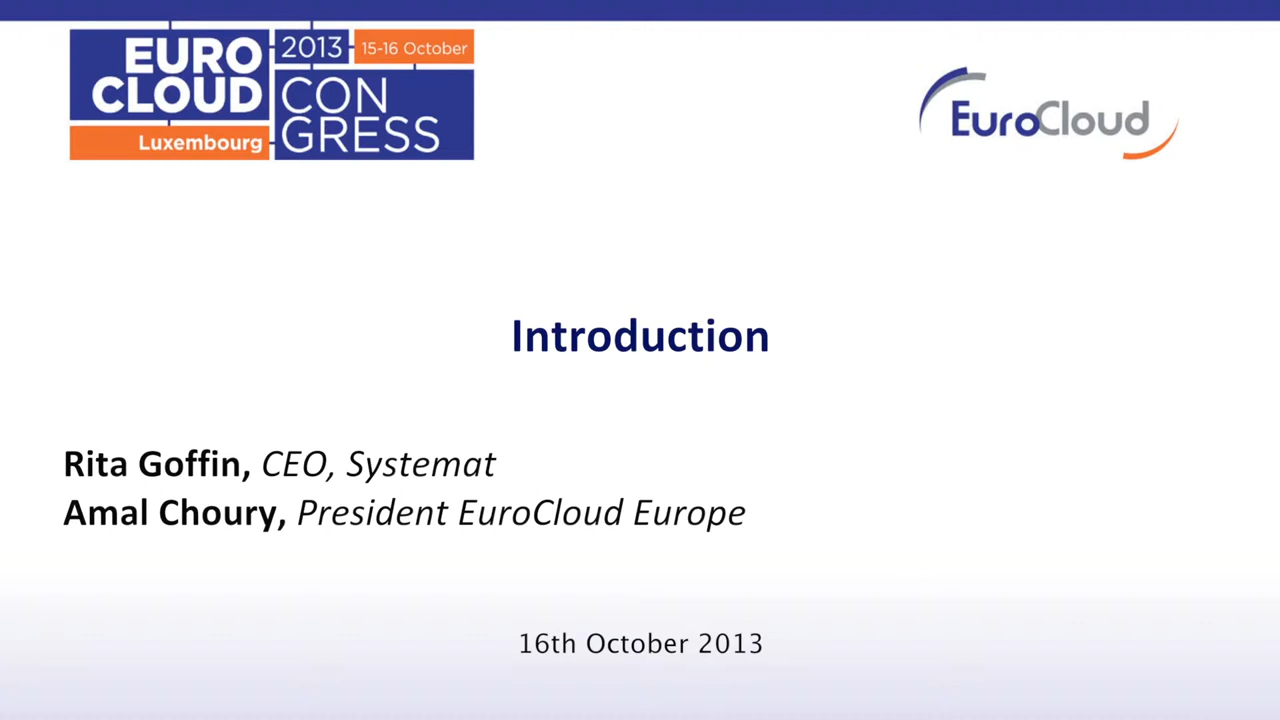 EURO CLOUD
Luxembourg
2013
15-16 October
CON
GRESS
EuroCloud
Introduction
Rita Goffin, CEO, Systemat
Amal Choury, President EuroCloud Europe
16th October 2013